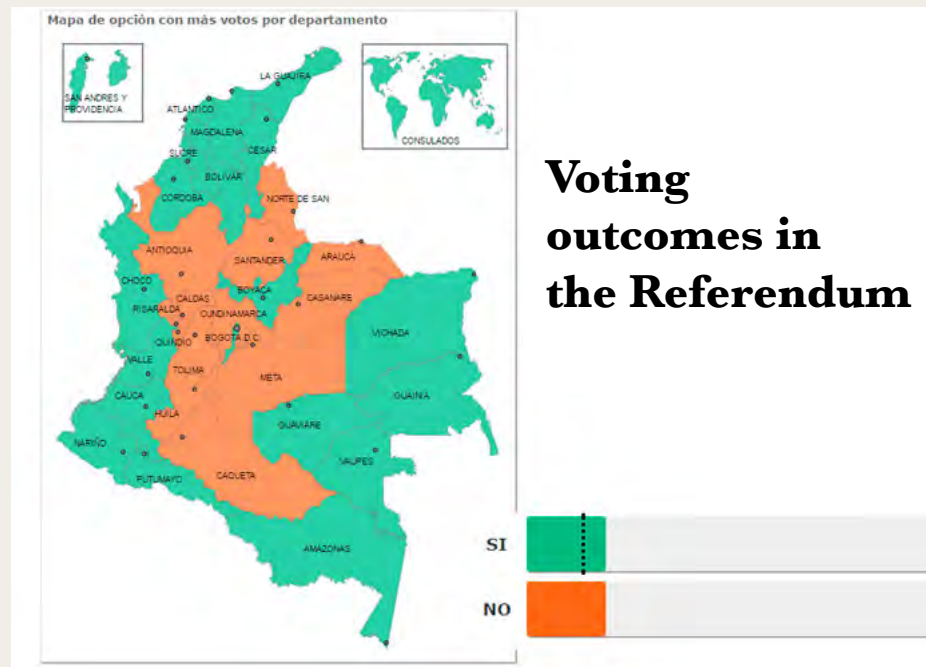 Mapa de opción con más votos por departamento
SAN ANDRES Y
PROVIDENCIA
CONSULADOS
LA GUAJIRA
ATLANTICO
MAGDALENA
CESAR
SUCRE
BOLIVAR
CORDOBA
NORTE DE SAN
ANTIOQUIA
SANTANDER
ARAUCA
CHOCO
BOYACA
CALDAS
CASANARE
RISARALDA
CUNDINAMARCA
VICHADA
BOGOTA D.C.
QUINDIO
VALLE
TOLIMA
META
CAUCA
GUAINIA
HUILA
GUAVIARE
NARIÑO
VAUPES
CAQUETA
PUTUMAYO
AMAZONAS
Voting
outcomes in
the Referendum
SI
NO